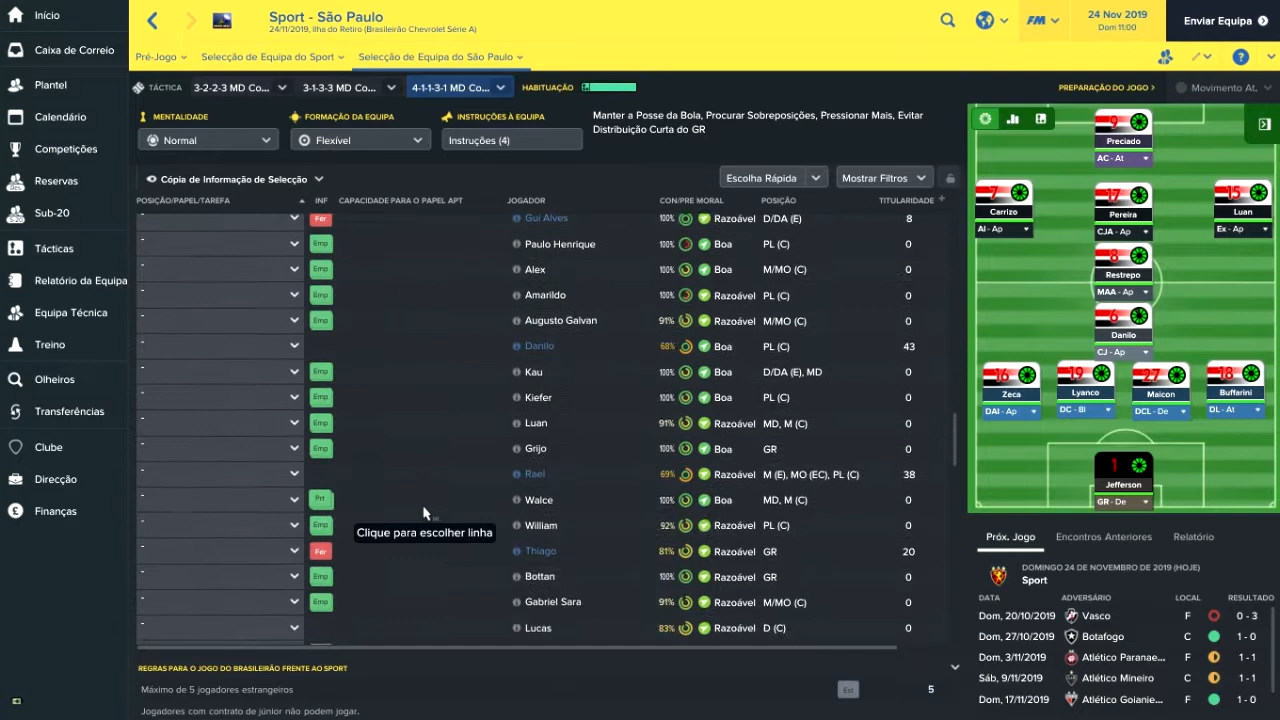 Início
Caixa de Correio
Plantel
Calendário
Competições
Reservas
Sub-20
Tácticas
Relatório da Equipa
Equipa Técnica
Treino
Olheiros
Transferências
Clube
Direcção
Finanças
Sport - São Paulo
24/11/2019, Ilha do Retiro (Brasileirão Chevrolet Série A)
FM
24 Nov 2019
Dom 11:00
Enviar Equipa
Pré-Jogo
Selecção de Equipa do Sport
Selecção de Equipa do São Paulo
TÁCTICA
3-2-2-3 MD Co...
3-1-3-3 MD Co...
4-1-1-3-1 MD Co...
HABITUAÇÃO
PREPARAÇÃO DO JOGO
Movimento At.
MENTALIDADE
FORMAÇÃO DA EQUIPA
INSTRUÇÕES À EQUIPA
Normal
Flexível
Instruções (4)
Manter a Posse da Bola, Procurar Sobreposições, Pressionar Mais, Evitar
Distribuição Curta do GR
Cópia de Informação de Selecção
Escolha Rápida
Mostrar Filtros
POSIÇÃO/PAPEL/TAREFA INF CAPACIDADE PARA O PAPEL APT JOGADOR CON/PRE MORAL POSIÇÃO TITULARIDADE
- Fer Gui Alves 100% Razoável D/DA (E) 8
- Emp Paulo Henrique 100% Boa PL (C) 0
- Emp Alex 100% Boa M/MO (C) 0
- Emp Amarildo 100% Razoável PL (C) 0
- Emp Augusto Galvan 91% Razoável M/MO (C) 0
- Danilo 68% Boa PL (C) 43
- Emp Kau 100% Boa D/DA (E), MD 0
- Emp Kiefer 100% Boa PL (C) 0
- Emp Luan 91% Razoável MD, M (C) 0
- Emp Grijo 100% Boa GR 0
- Rael 69% Razoável M (E), MO (EC), PL (C) 38
- Prt Walce 100% Boa MD, M (C) 0
- Emp William 92% Razoável PL (C) 0
- Fer Thiago 81% Razoável GR 20
- Emp Bottan 100% Razoável GR 0
- Emp Gabriel Sara 91% Razoável M/MO (C) 0
- Lucas 83% Razoável D (C) 0
Clique para escolher linha
REGRAS PARA O JOGO DO BRASILEIRÃO FRENTE AO SPORT
Máximo de 5 jogadores estrangeiros Est 5
Jogadores com contrato de júnior não podem jogar.
9
Preciado
AC - At
7
Carrizo
AI - Ap
17
Pereira
CJA - Ap
15
Luan
Ex - Ap
8
Restrepo
MAA - Ap
6
Danilo
CJ - Ap
16
Zeca
DAI - Ap
19
Lyanco
DC - Bl
27
Maicon
DCL - De
18
Buffarini
DL - At
1
Jefferson
GR - De
Próx. Jogo
Encontros Anteriores
Relatório
DOMINGO 24 DE NOVEMBRO DE 2019 (HOJE)
Sport
DATA ADVERSÁRIO LOCAL RESULTADO
Dom, 20/10/2019 Vasco F 0 - 3
Dom, 27/10/2019 Botafogo C 1 - 0
Dom, 3/11/2019 Atlético Paranae... F 1 - 1
Sáb, 9/11/2019 Atlético Mineiro C 1 - 1
Dom, 17/11/2019 Atlético Goianie... F 1 - 0